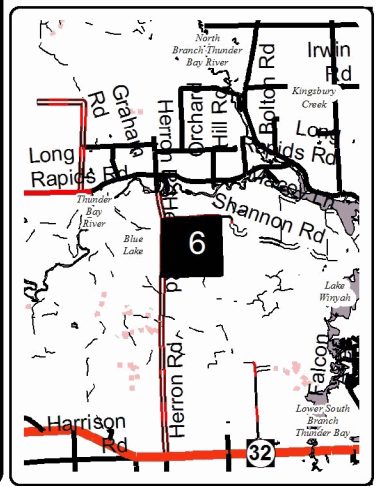 North
Branch Thunder
Bay River
Irwin
Rd
Bolton Rd
Kingsbury
Creek
Orchard
Hill Rd
Graham
Rd
Herron Rd
Long
Rapids Rd
Long
Rapids Rd
Thunder
Bay
River
Shannon Rd
Blue
Lake
6
Lake
Winyah
Falcon
Herron Rd
Lower South
Branch
Thunder Bay
Harrison
Rd
32